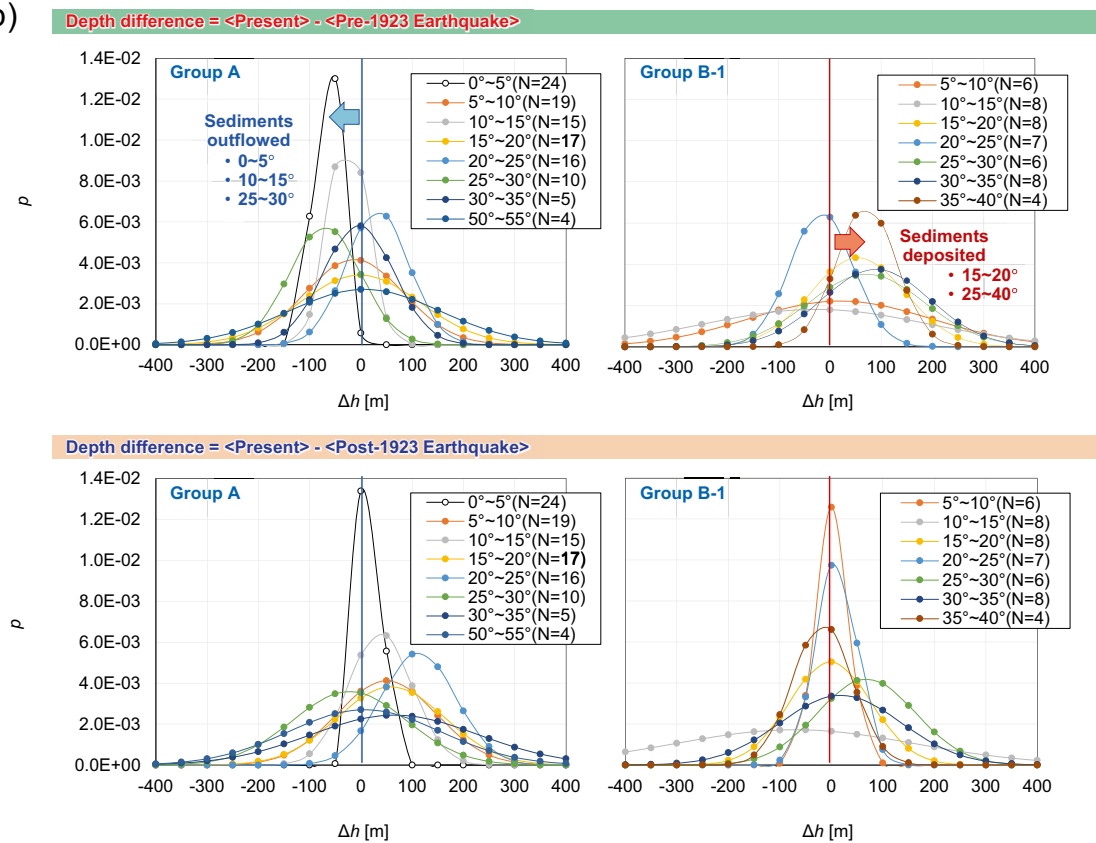 b)
Depth difference = <Present> - <Pre-1923 Earthquake>
1.4E-02
1.2E-02
1.0E-02
8.0E-03
6.0E-03
4.0E-03
2.0E-03
0.0E+00
p
Group A
Sediments
outflowed
• 0~5°
• 10~15°
• 25~30°
0°~5°(N=24)
5°~10°(N=19)
10°~15°(N=15)
15°~20°(N=17)
20°~25°(N=16)
25°~30°(N=10)
30°~35°(N=5)
50°~55°(N=4)
-400 -300 -200 -100 0 100 200 300 400
Δh [m]
Group B-1
5°~10°(N=6)
10°~15°(N=8)
15°~20°(N=8)
20°~25°(N=7)
25°~30°(N=6)
30°~35°(N=8)
35°~40°(N=4)
Sediments
deposited
• 15~20°
• 25~40°
-400 -300 -200 -100 0 100 200 300 400
Δh [m]
Depth difference = <Present> - <Post-1923 Earthquake>
1.4E-02
1.2E-02
1.0E-02
8.0E-03
6.0E-03
4.0E-03
2.0E-03
0.0E+00
p
Group A
0°~5°(N=24)
5°~10°(N=19)
10°~15°(N=15)
15°~20°(N=17)
20°~25°(N=16)
25°~30°(N=10)
30°~35°(N=5)
50°~55°(N=4)
-400 -300 -200 -100 0 100 200 300 400
Δh [m]
Group B-1
5°~10°(N=6)
10°~15°(N=8)
15°~20°(N=8)
20°~25°(N=7)
25°~30°(N=6)
30°~35°(N=8)
35°~40°(N=4)
-400 -300 -200 -100 0 100 200 300 400
Δh [m]